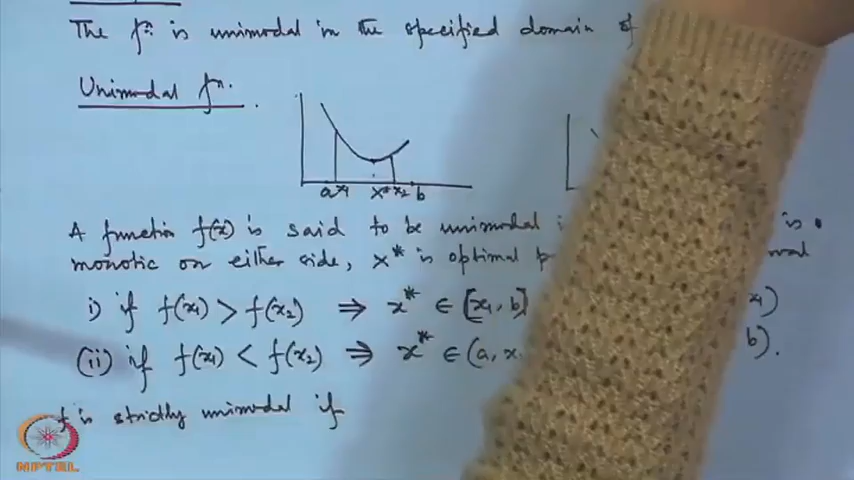 The fn. is unimodal in the specified domain of
Unimodal fn.
a x1 x* x2 b
A function f(x) is said to be unimodal is
monotic on either side, x* is optimal
i) if f(x1) > f(x2) ⇒ x* ∈ [x1, b] x1)
(ii) if f(x1) < f(x2) ⇒ x* ∈ (a, x b).
f is strictly unimodal if
NPTEL